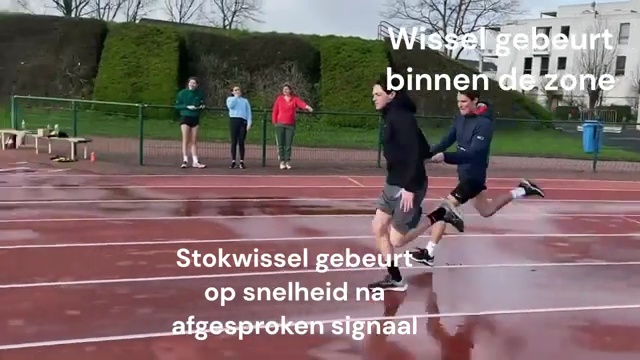 Wissel gebeurt
binnen de zone
Stokwissel gebeurt
op snelheid na
afgesproken signaal